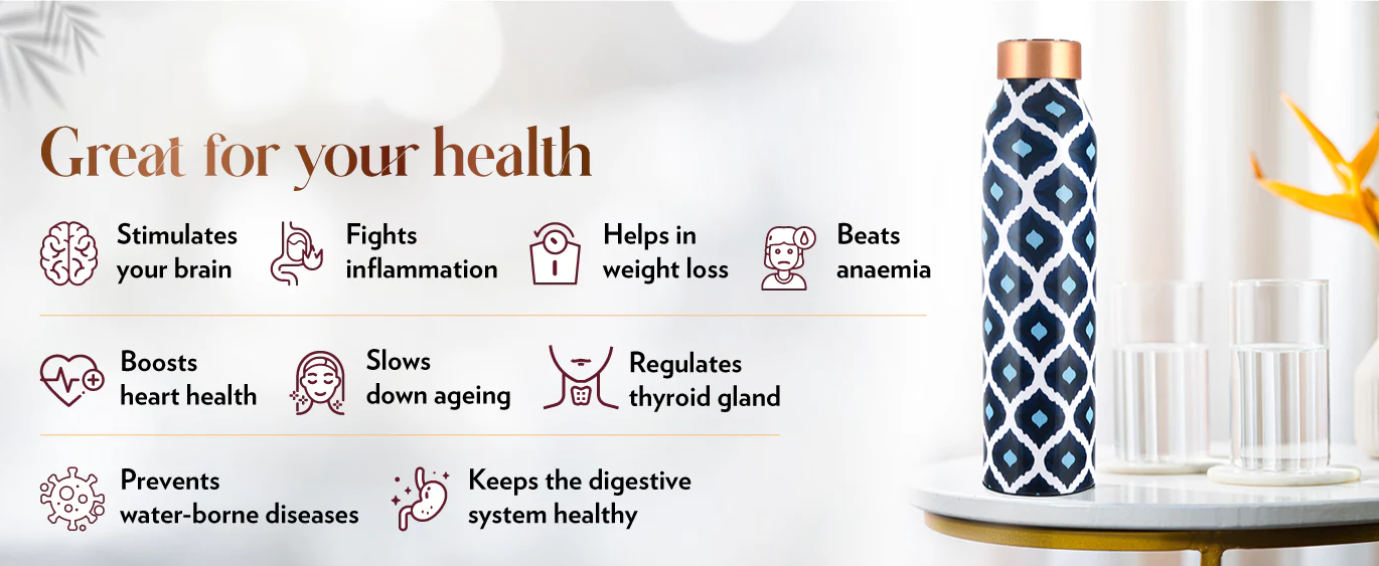 Great for your health
Stimulates
your brain
Fights
inflammation
Helps in
weight loss
Beats
anaemia
Boosts
heart health
Slows
down ageing
Regulates
thyroid gland
Prevents
water-borne diseases
Keeps the digestive
system healthy